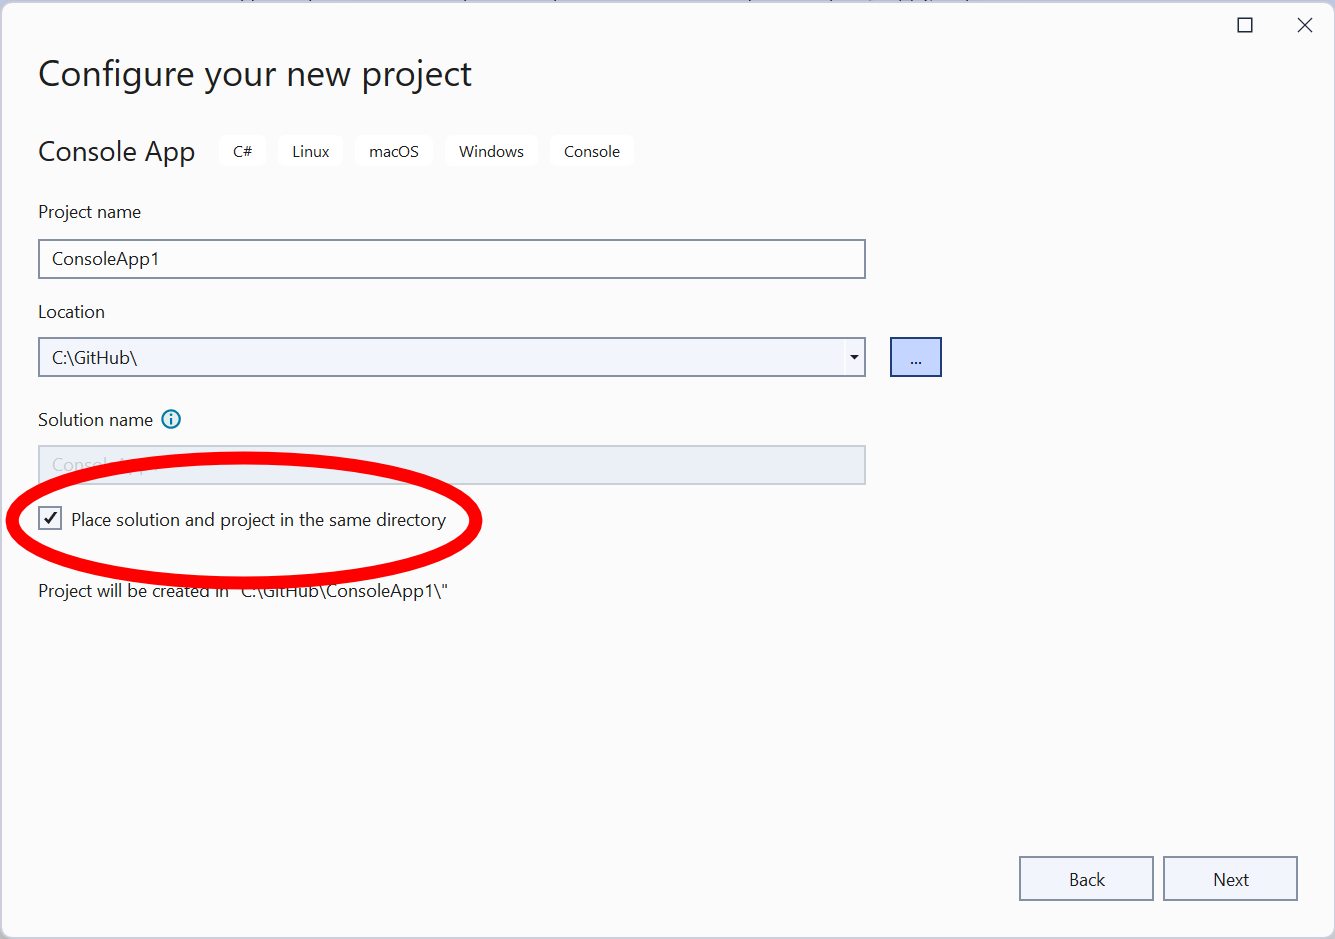 Configure your new project
Console App C# Linux macOS Windows Console
Project name
ConsoleApp1
Location
C:\GitHub\
...
Solution name
Place solution and project in the same directory
Project will be created in "C:\GitHub\ConsoleApp1\"
Back Next